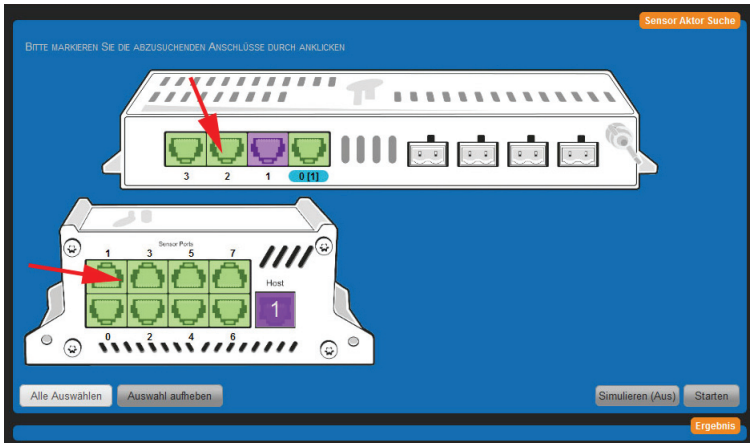 Sensor Aktor Suche
Bitte markieren Sie die abzusuchenden Anschlüsse durch anklicken
3 2 1 0 [1]
Sensor Ports
1 3 5 7
Host
1
0 2 4 6
Alle Auswählen Auswahl aufheben Simulieren (Aus) Starten
Ergebnis